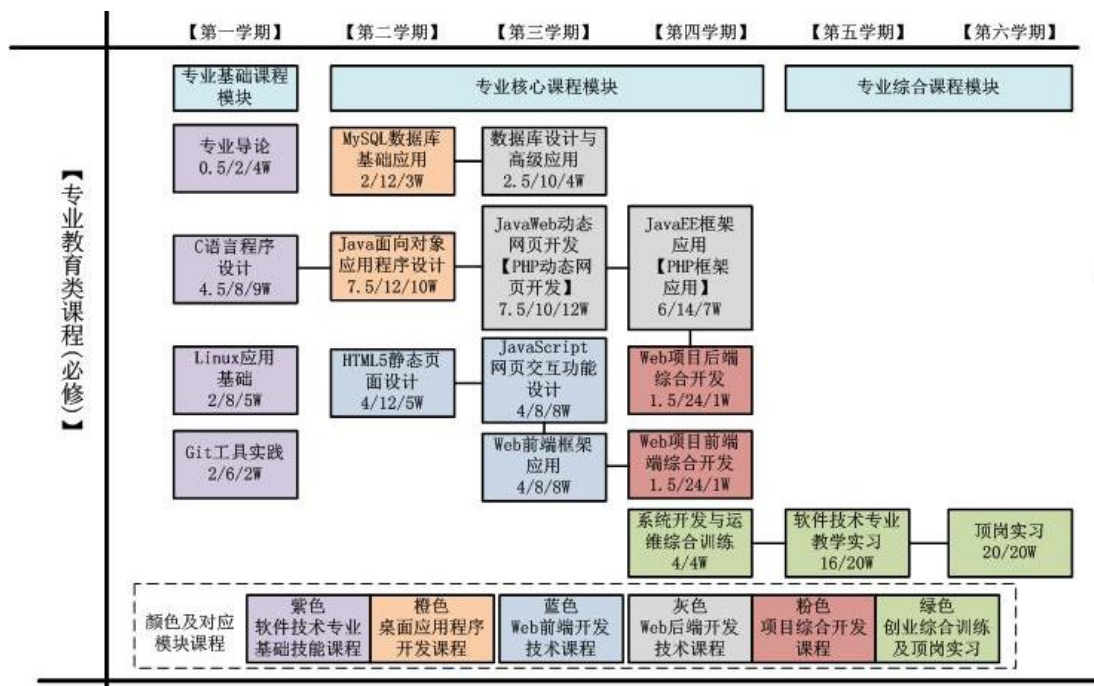 【第一学期】
【第二学期】
【第三学期】
【第四学期】
【第五学期】
【第六学期】
【专业教育类课程(必修)】
专业基础课程
模块
专业核心课程模块
专业综合课程模块
专业导论
0.5/2/4W
MySQL数据库
基础应用
2/12/3W
数据库设计与
高级应用
2.5/10/4W
C语言程序
设计
4.5/8/9W
Java面向对象
应用程序设计
7.5/12/10W
JavaWeb动态
网页开发
【PHP动态网
页开发】
7.5/10/12W
JavaEE框架
应用
【PHP框架
应用】
6/14/7W
Linux应用
基础
2/8/5W
HTML5静态页
面设计
4/12/5W
JavaScript
网页交互功能
设计
4/8/8W
Web项目后端
综合开发
1.5/24/1W
Git工具实践
2/6/2W
Web前端框架
应用
4/8/8W
Web项目前端
端综合开发
1.5/24/1W
系统开发与运
维综合训练
4/4W
软件技术专业
教学实习
16/20W
顶岗实习
20/20W
颜色及对应
模块课程
紫色
软件技术专业
基础技能课程
橙色
桌面应用程序
开发课程
蓝色
Web前端开发
技术课程
灰色
Web后端开发
技术课程
粉色
项目综合开发
课程
绿色
创业综合训练
及顶岗实习